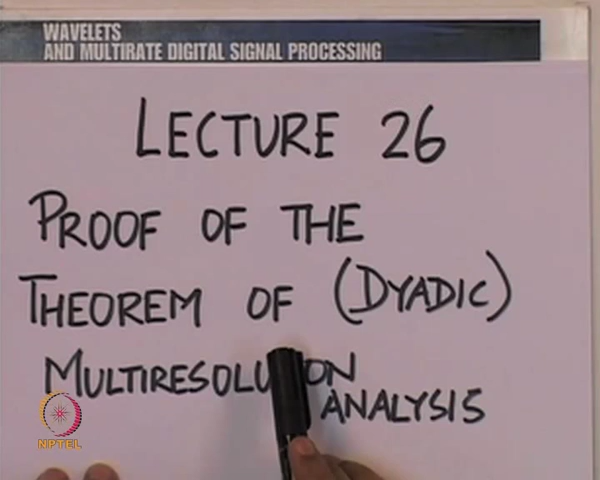 WAVELETS
AND MULTIRATE DIGITAL SIGNAL PROCESSING
LECTURE 26
PROOF OF THE
THEOREM OF (DYADIC)
ANALYSIS
NPTEL